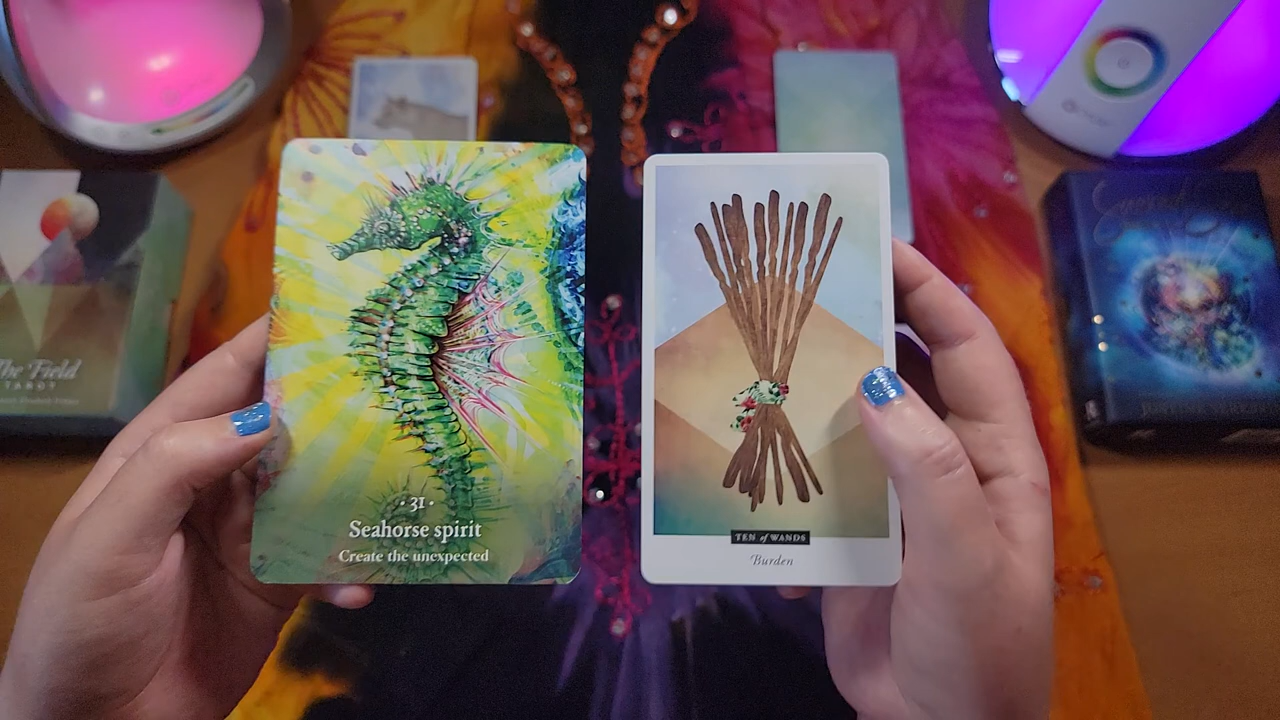 · 31 ·
Seahorse spirit
Create the unexpected
TEN of WANDS
Burden
The Field
TAROT